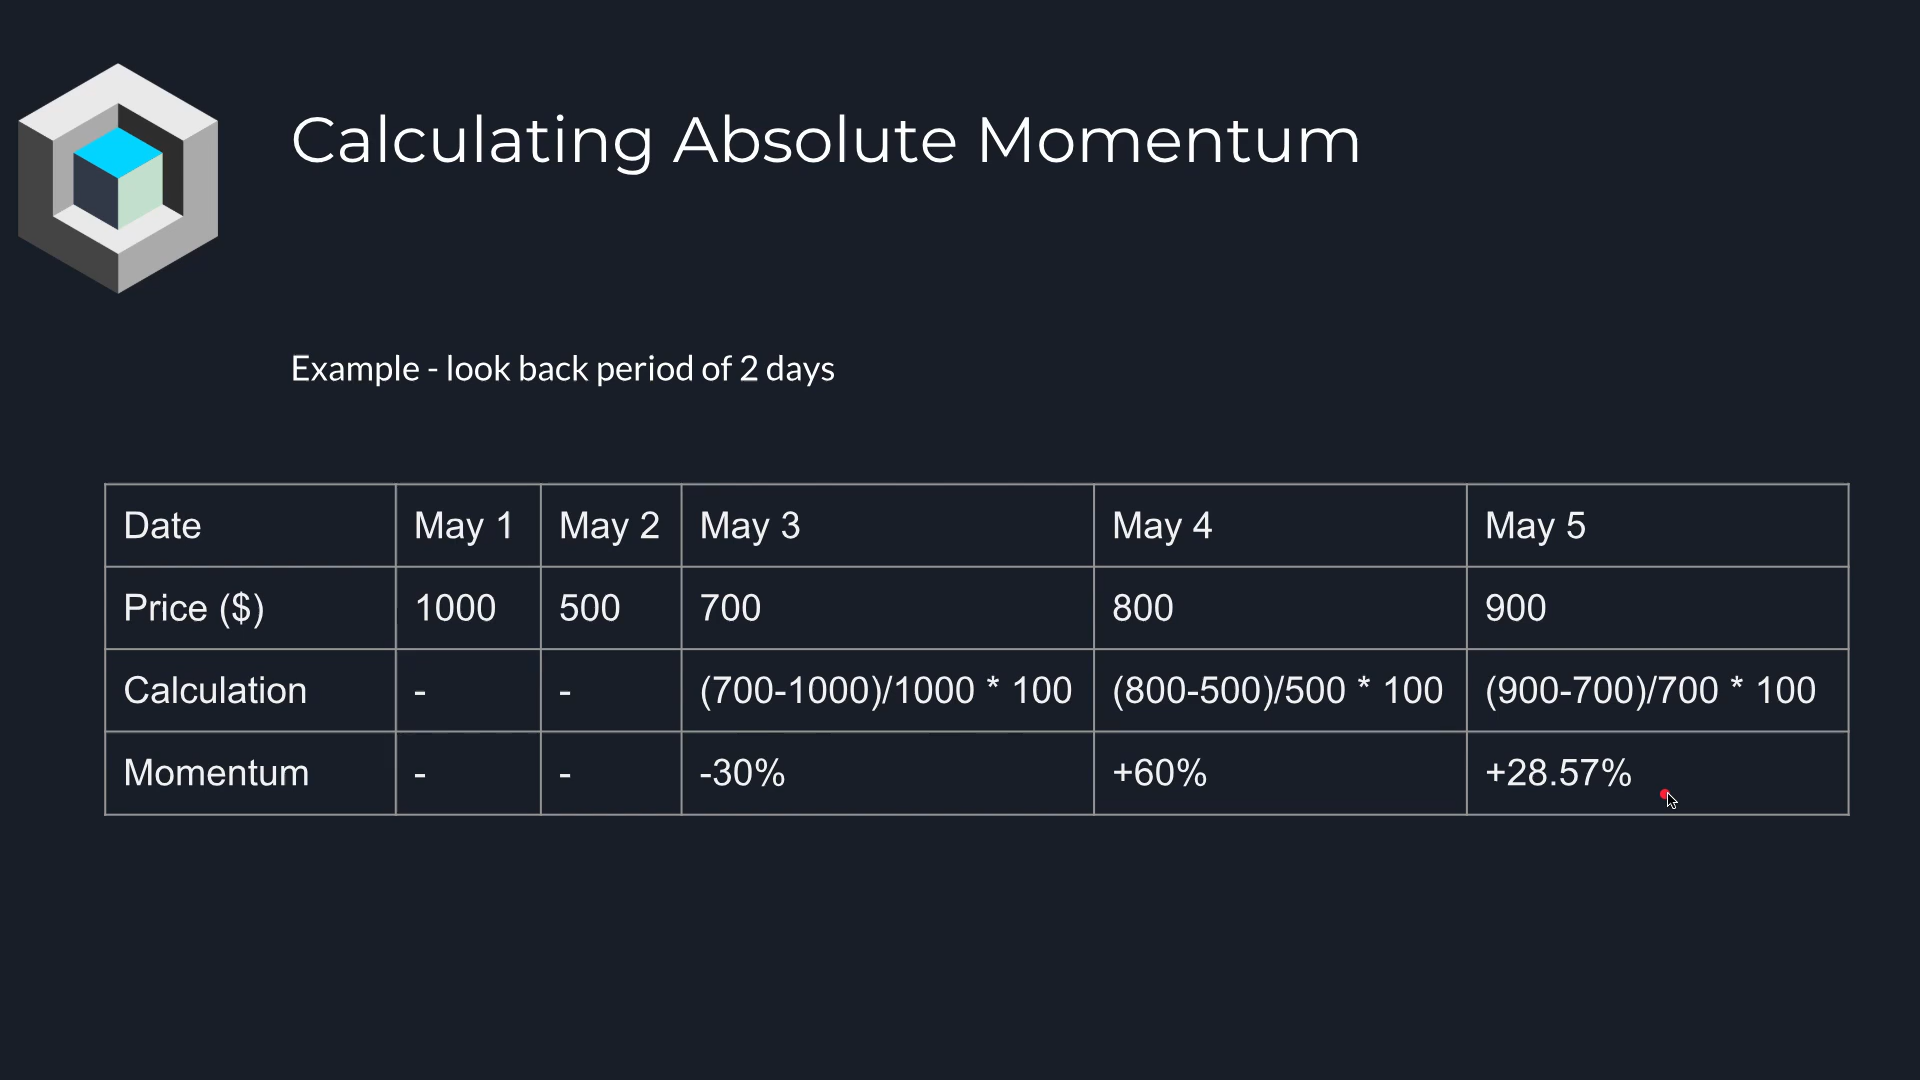 Calculating Absolute Momentum
Example - look back period of 2 days
Date May 1 May 2 May 3 May 4 May 5
Price ($) 1000 500 700 800 900
Calculation - - (700-1000)/1000 * 100 (800-500)/500 * 100 (900-700)/700 * 100
Momentum - - -30% +60% +28.57%